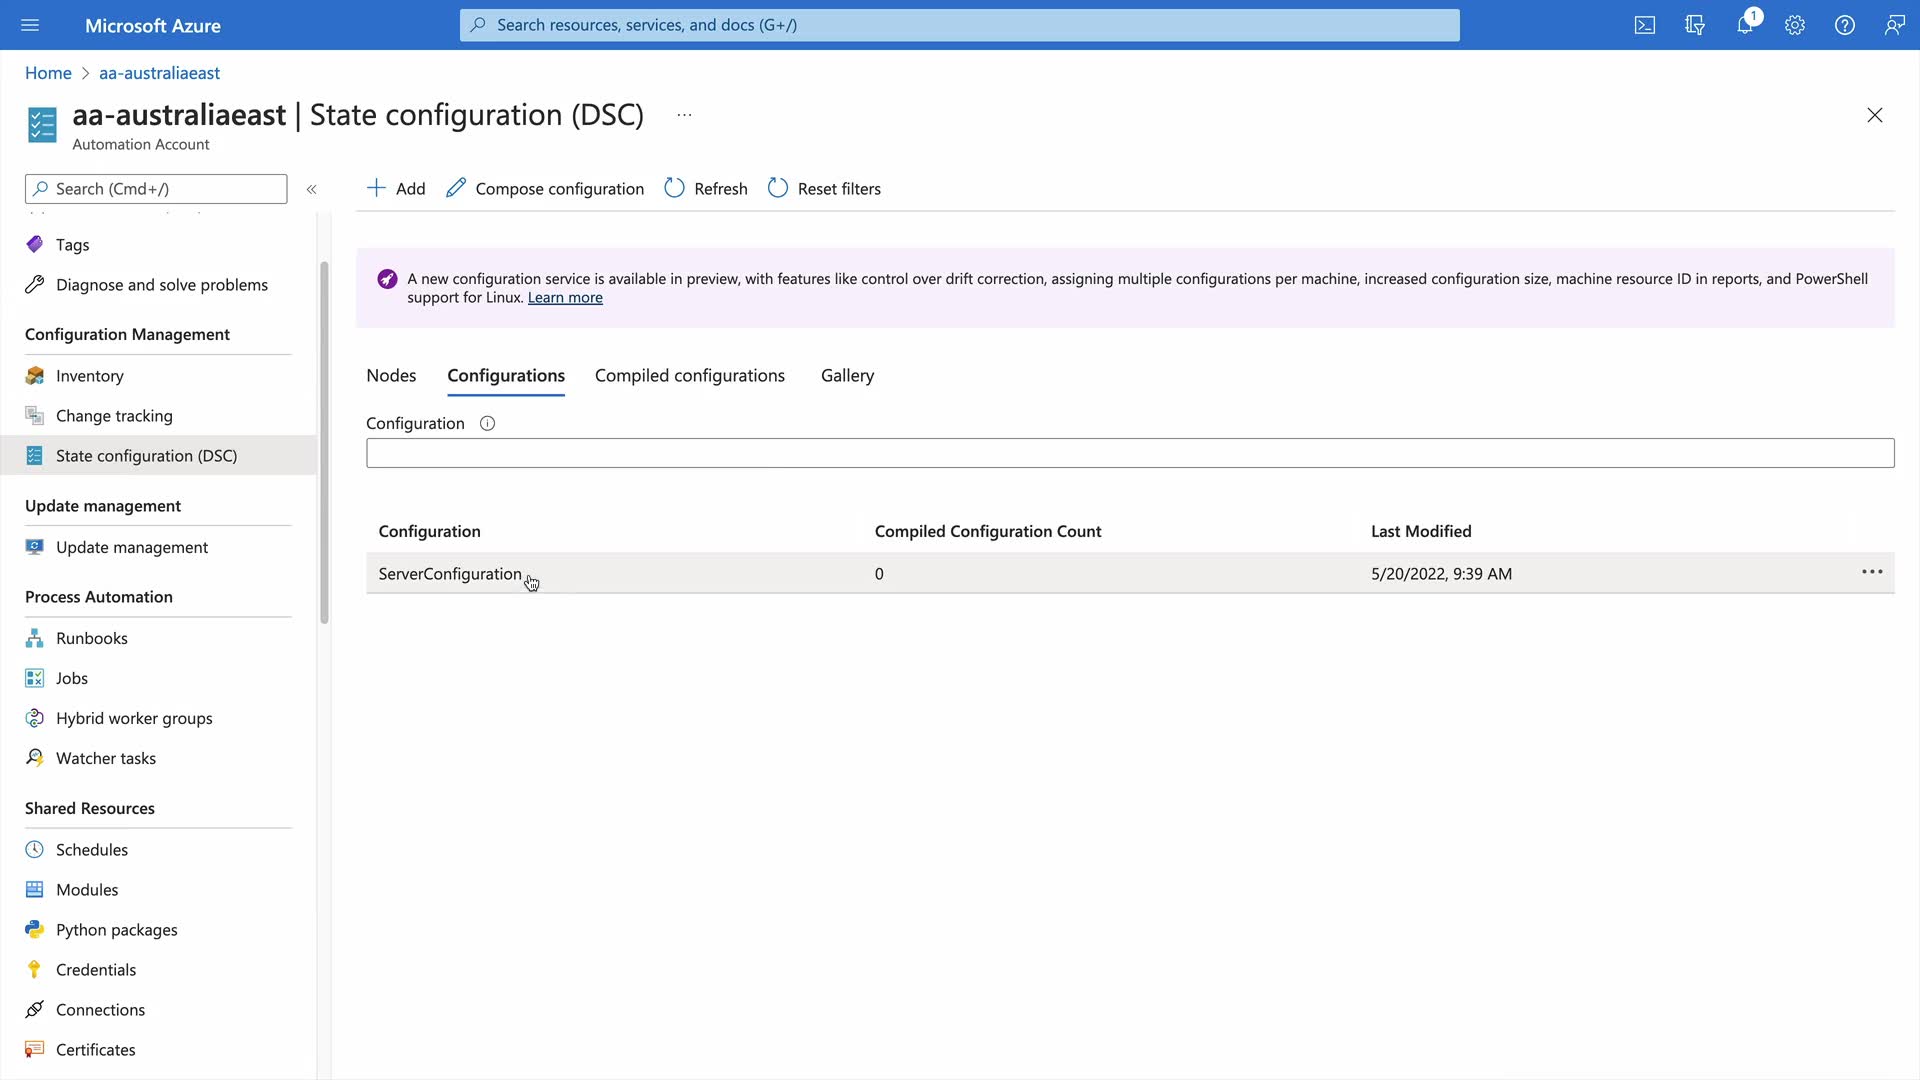 Microsoft Azure
Search resources, services, and docs (G+/)
1
Home > aa-australiaeast
aa-australiaeast | State configuration (DSC) ...
Automation Account
Search (Cmd+/)
«
Add
Compose configuration
Refresh
Reset filters
Tags
Diagnose and solve problems
Configuration Management
Inventory
Change tracking
State configuration (DSC)
Update management
Update management
Process Automation
Runbooks
Jobs
Hybrid worker groups
Watcher tasks
Shared Resources
Schedules
Modules
Python packages
Credentials
Connections
Certificates
A new configuration service is available in preview, with features like control over drift correction, assigning multiple configurations per machine, increased configuration size, machine resource ID in reports, and PowerShell
support for Linux. Learn more
Nodes Configurations Compiled configurations Gallery
Configuration
Configuration Compiled Configuration Count Last Modified
ServerConfiguration 0 5/20/2022, 9:39 AM